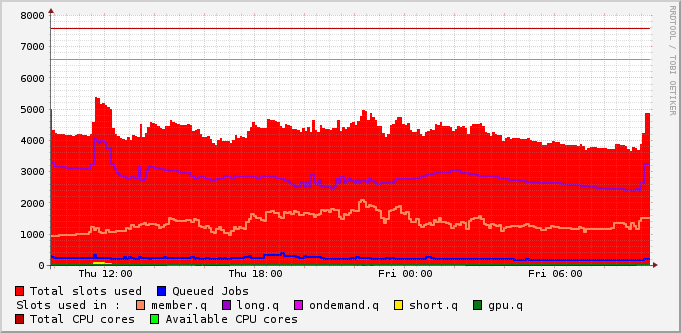 8000
7000
6000
5000
4000
3000
2000
1000
0
Thu 12:00 Thu 18:00 Fri 00:00 Fri 06:00
RRDTOOL / TOBI OETIKER
Total slots used Queued Jobs
Slots used in : member.q long.q ondemand.q short.q gpu.q
Total CPU cores Available CPU cores